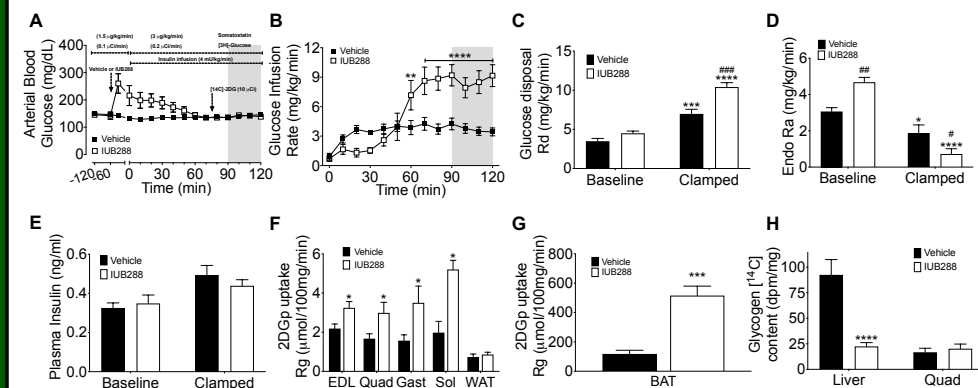 A
(1.5 µg/kg/min)
(3 µg/kg/min)
Somatostatin
(0.1 µCi/min)
(0.2 µCi/min)
[3H]-Glucose
Insulin infusion (4 mU/kg/min)
Vehicle or IUB288
[14C]-2DG (10 µCi)
Arterial Blood
Glucose (mg/dL)
400
300
200
100
0
Vehicle
IUB288
-120
-60
0
30
60
90
120
Time (min)
B
Vehicle
IUB288
Glucose Infusion
Rate (mg/kg/min)
12
9
6
3
0
**
****
0
30
60
90
120
Time (min)
C
Vehicle
IUB288
Glucose disposal
Rd (mg/kg/min)
15
10
5
0
***
###
****
Baseline
Clamped
D
Vehicle
IUB288
Endo Ra (mg/kg/min)
6
4
2
0
##
*
#
****
Baseline
Clamped
E
Vehicle
IUB288
Plasma Insulin (ng/ml)
0.6
0.4
0.2
0.0
Baseline
Clamped
F
Vehicle
IUB288
2DGp uptake
Rg (µmol/100mg/min)
8
6
4
2
0
*
*
*
*
EDL Quad Gast Sol WAT
G
Vehicle
IUB288
2DGp uptake
Rg (µmol/100mg/min)
800
600
400
200
0
***
BAT
H
Vehicle
IUB288
Glycogen [14C]
content (dpm/mg)
100
75
50
25
0
****
Liver
Quad